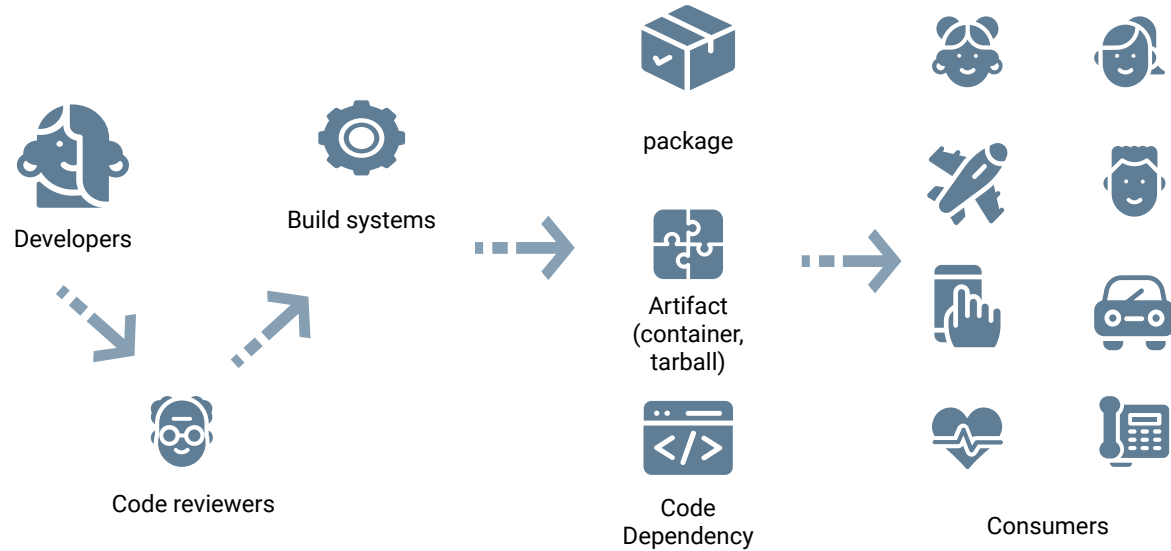 Developers
Code reviewers
Build systems
package
Artifact
(container,
tarball)
</>
Code
Dependency
Consumers